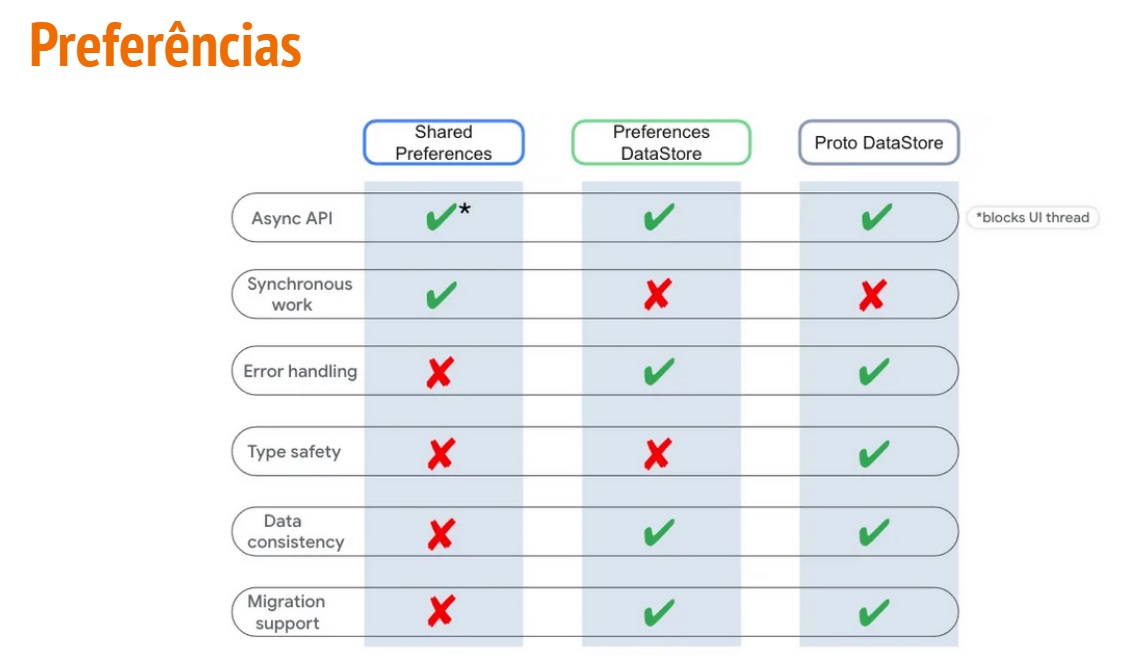 Preferências
Shared
Preferences
Preferences
DataStore
Proto DataStore
Async API
*
*blocks UI thread
Synchronous
work
Error handling
Type safety
Data
consistency
Migration
support